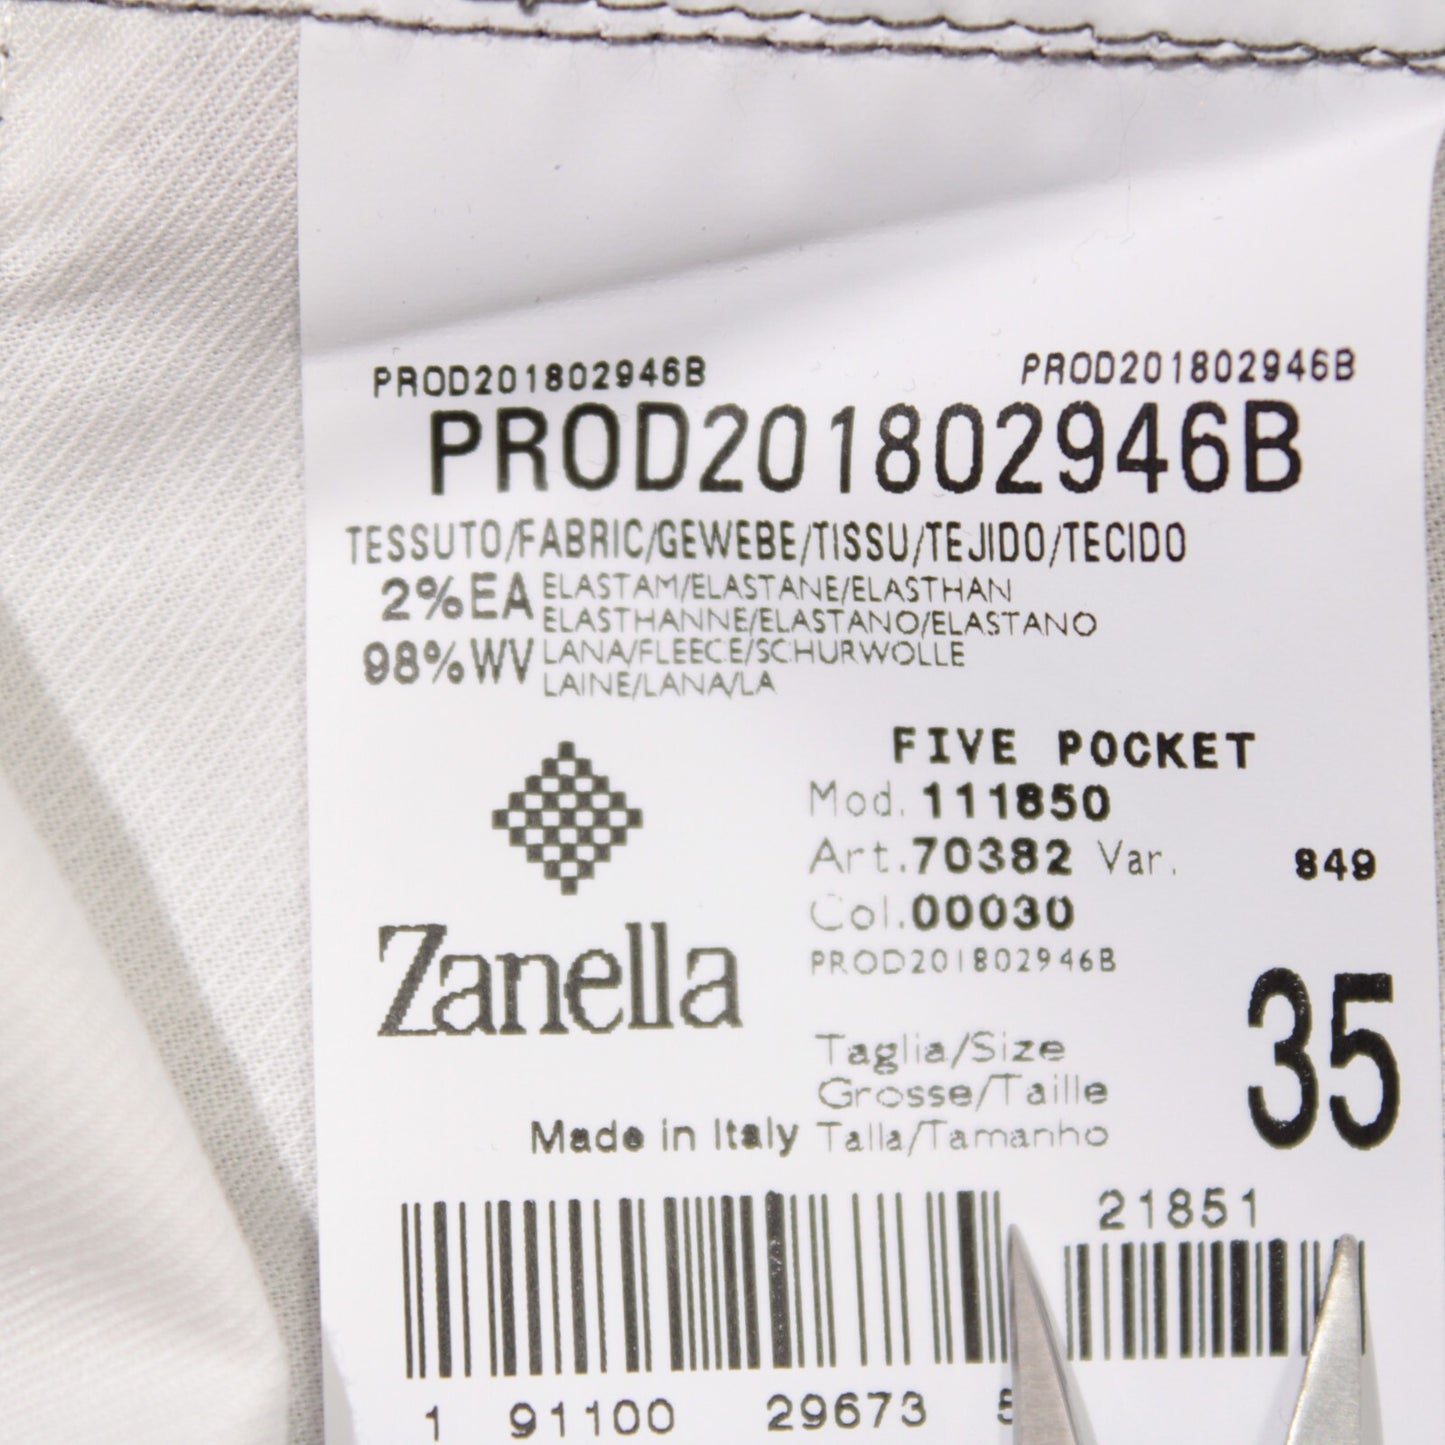 PROD201802946B PROD201802946B
PROD201802946B
TESSUTO/FABRIC/GEWEBE/TISSU/TEJIDO/TECIDO
2%EA ELASTAM/ELASTANE/ELASTHAN
ELASTHANNE/ELASTANO/ELASTANO
98%WV LANA/FLEECE/SCHURWOLLE
LAINE/LANA/LA
FIVE POCKET
Mod. 111850
Art. 70382 Var. 849
Col. 00030
PROD201802946B
Zanella
Taglia/Size
Grosse/Taille
Talla/Tamanho
35
Made in Italy
21851
1 91100 29673 5